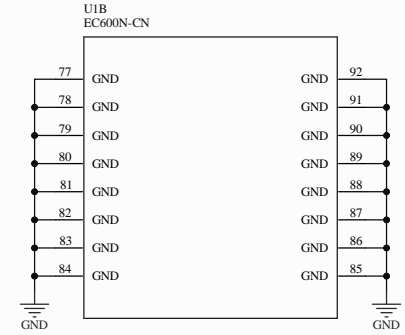 U1B
EC600N-CN
77 GND GND 92
78 GND GND 91
79 GND GND 90
80 GND GND 89
81 GND GND 88
82 GND GND 87
83 GND GND 86
84 GND GND 85
GND GND